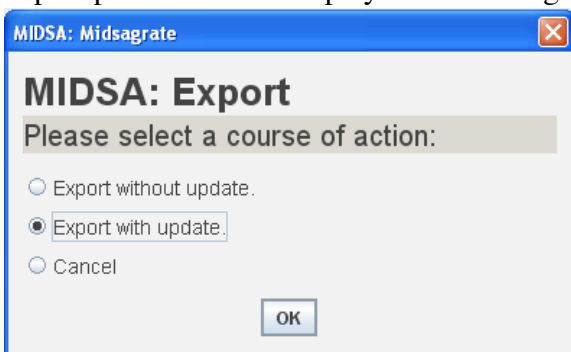 MIDSA: Midsagrate
MIDSA: Export
Please select a course of action:
Export without update.
Export with update.
Cancel
OK